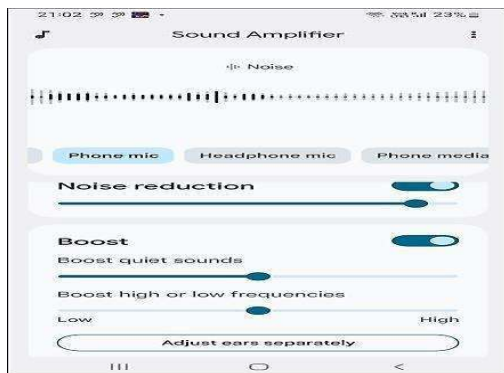 21:02
23%
Sound Amplifier
Noise
Phone mic Headphone mic Phone media
Noise reduction
Boost
Boost quiet sounds
Boost high or low frequencies
Low High
Adjust ears separately